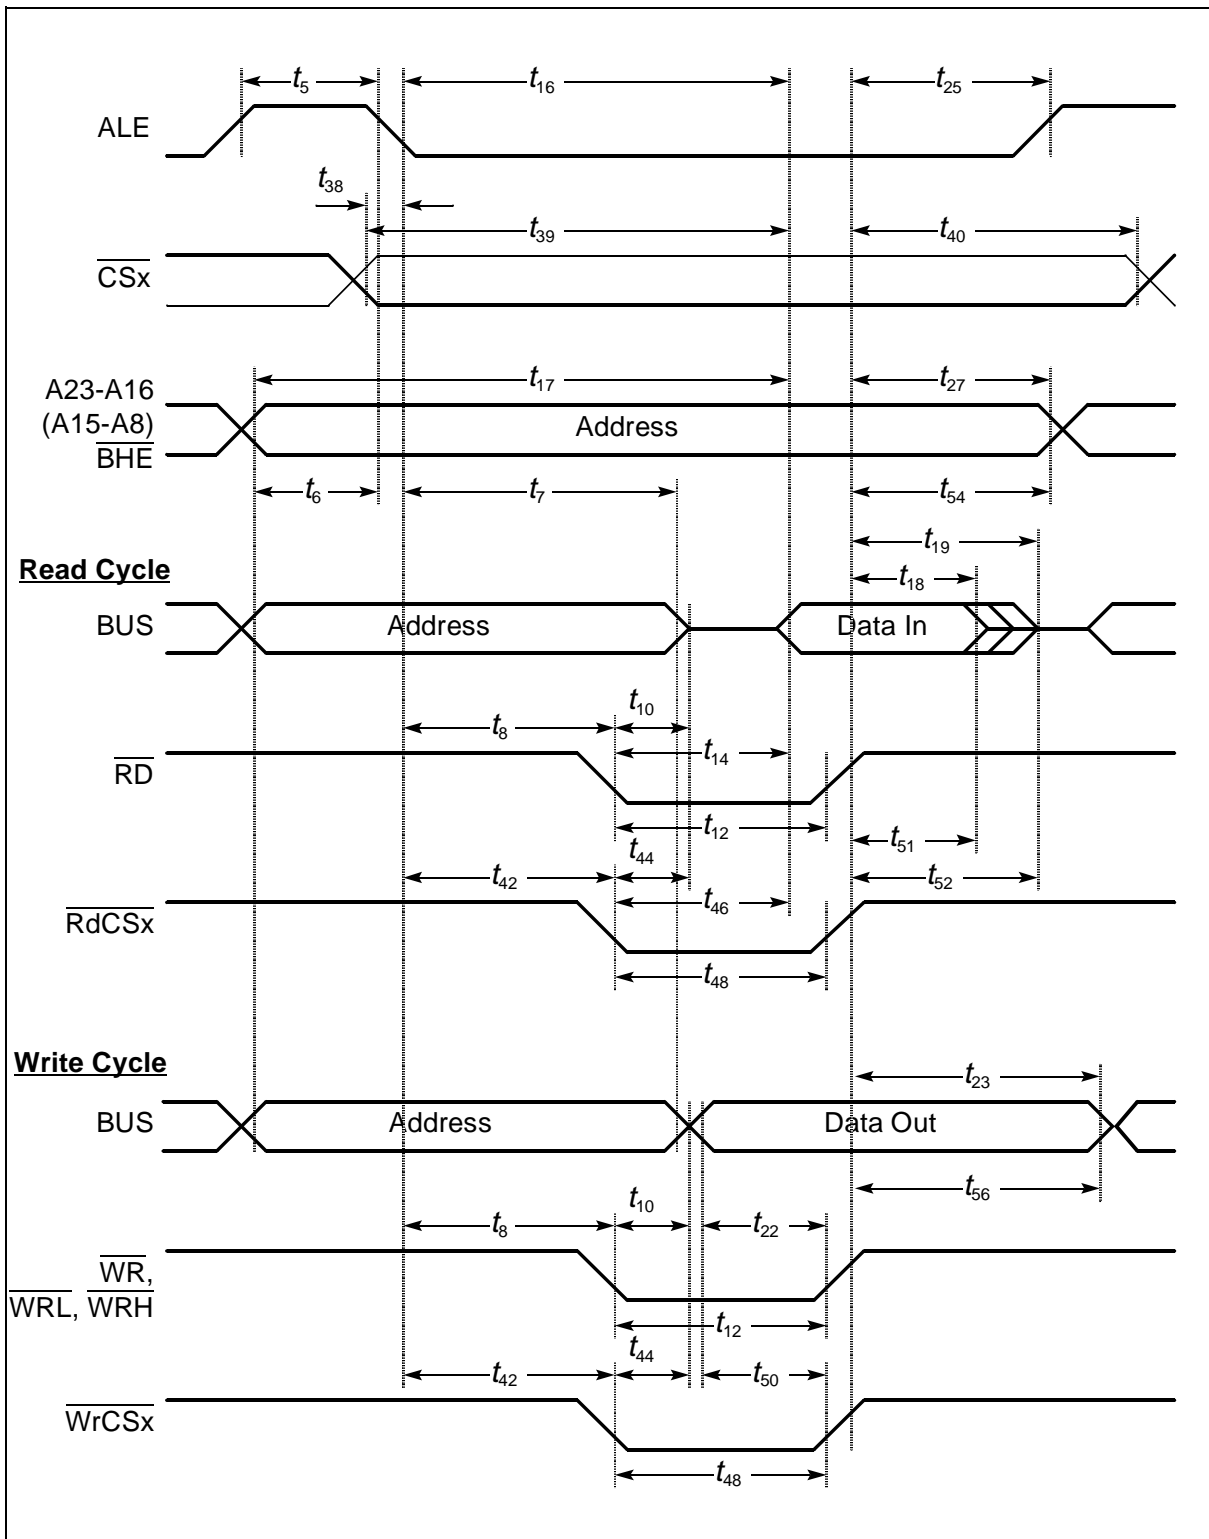 t5 t16 t25
ALE
t38
t39 t40
CSx
t17 t27
A23-A16
(A15-A8)
BHE
Address
t6 t7 t54
t19
Read Cycle
t18
BUS Address Data In
t10
t8
t14
RD
t12 t51
t44
t42 t52
t46
RdCSx
t48
Write Cycle
t23
BUS Address Data Out
t56
t10
t8 t22
WR,
WRL, WRH
t12
t44
t42 t50
WrCSx
t48